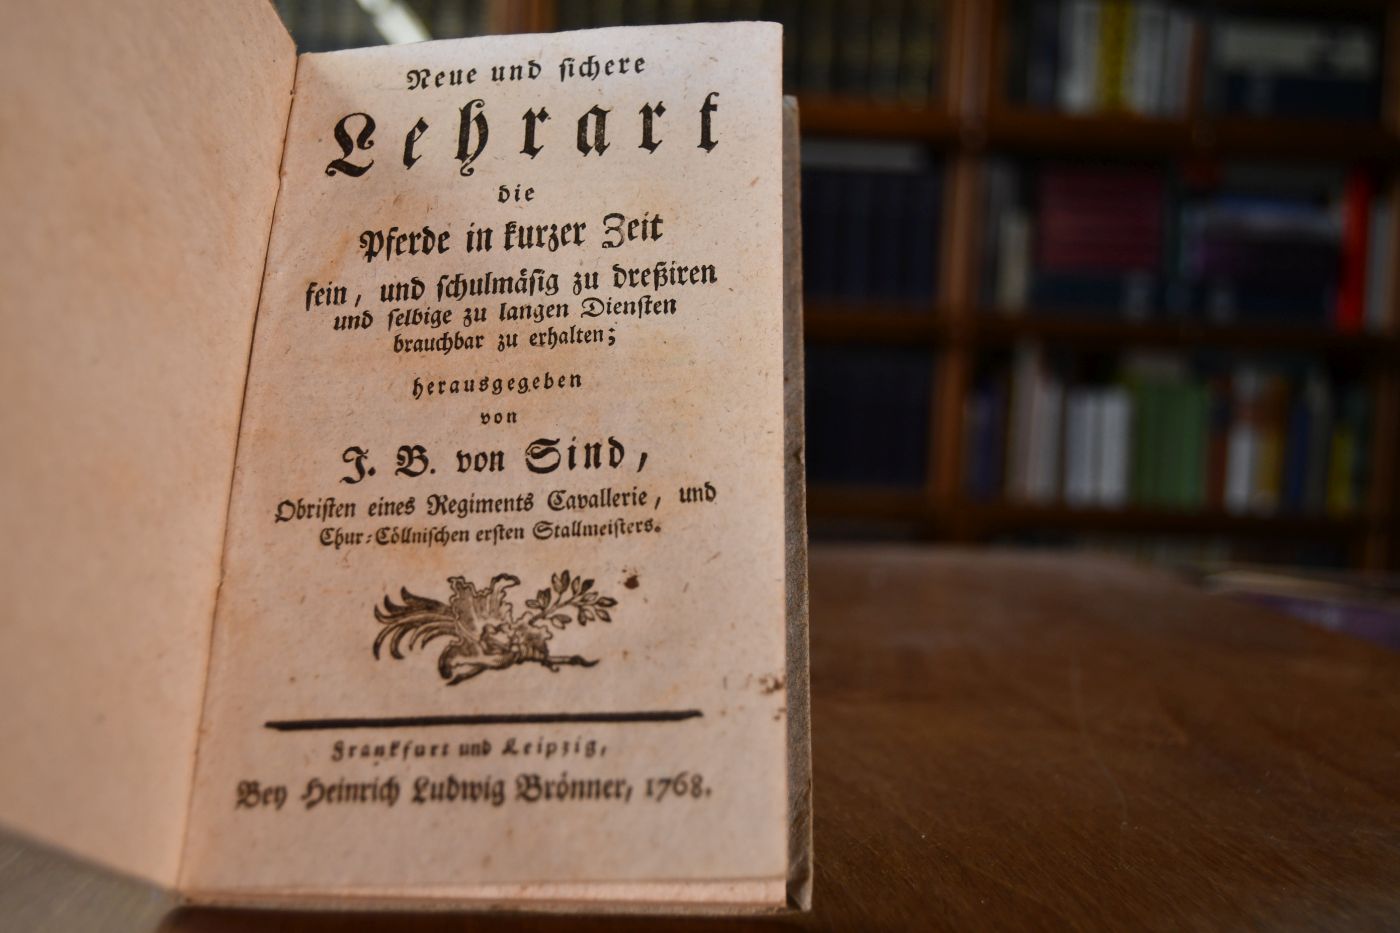 Neue und ſichere
Lehrart
die
Pferde in kurzer Zeit
fein, und ſchulmäſig zu dreßiren
und ſelbige zu langen Dienſten
brauchbar zu erhalten;
herausgegeben
von
J. B. von Sind,
Obriſten eines Regiments Cavallerie, und
Chur-Cöllniſchen erſten Stallmeiſters.
Frankfurt und Leipzig,
Bey Heinrich Ludwig Brönner, 1768.